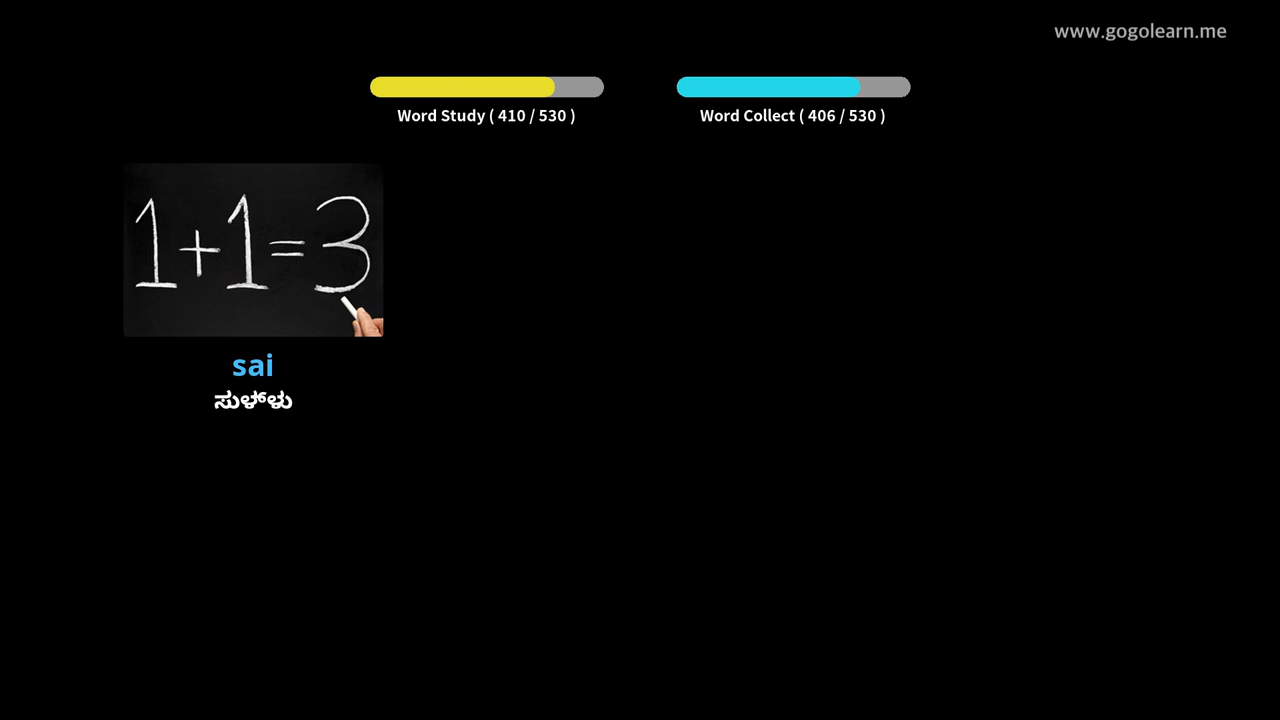 www.gogolearn.me
Word Study ( 410 / 530 )
Word Collect ( 406 / 530 )
1+1=3
sai
ಸುಳ್ಳು